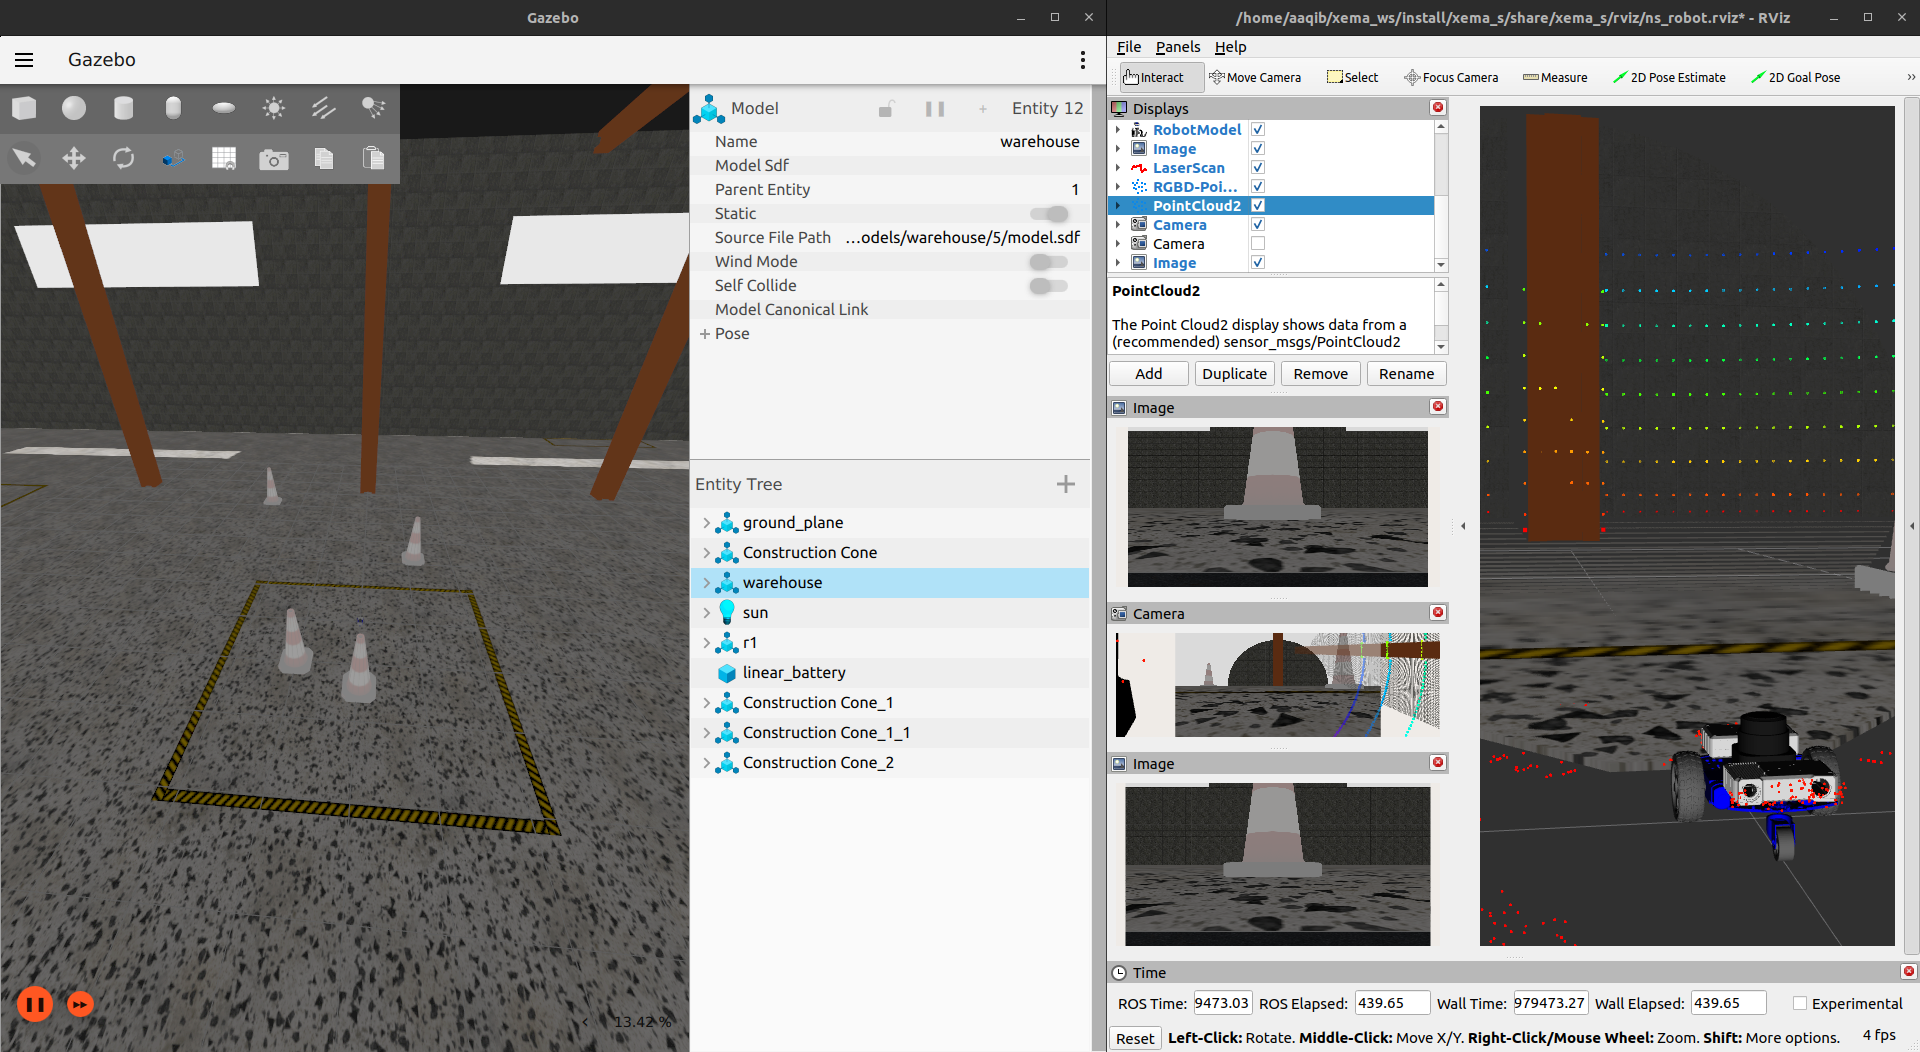 Gazebo
/home/aaqib/xema_ws/install/xema_s/share/xema_s/rviz/ns_robot.rviz* - RViz
Gazebo
Model
Entity 12
Name
warehouse
Model Sdf
Parent Entity
1
Static
Source File Path
...odels/warehouse/5/model.sdf
Wind Mode
Self Collide
Model Canonical Link
Pose
Entity Tree
ground_plane
Construction Cone
warehouse
sun
r1
linear_battery
Construction Cone_1
Construction Cone_1_1
Construction Cone_2
13.42 %
File Panels Help
Interact
Move Camera
Select
Focus Camera
Measure
2D Pose Estimate
2D Goal Pose
Displays
RobotModel
Image
LaserScan
RGBD-Poi...
PointCloud2
Camera
Camera
Image
PointCloud2
The Point Cloud2 display shows data from a
(recommended) sensor_msgs/PointCloud2
Add
Duplicate
Remove
Rename
Image
Camera
Image
Time
ROS Time: 9473.03 ROS Elapsed: 439.65 Wall Time: 979473.27 Wall Elapsed: 439.65 Experimental
Reset Left-Click: Rotate. Middle-Click: Move X/Y. Right-Click/Mouse Wheel: Zoom. Shift: More options. 4 fps